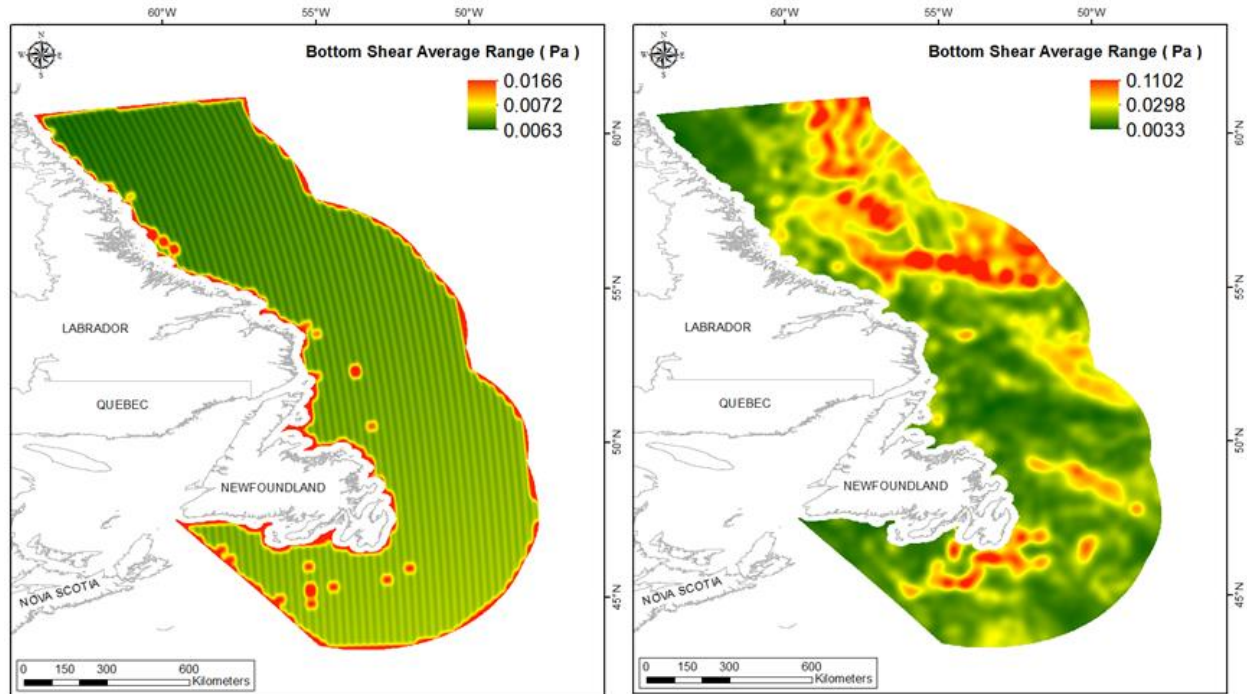 60°W 55°W 50°W
N
W E
S
Bottom Shear Average Range ( Pa )
0.0166
0.0072
0.0063
60°N
55°N
50°N
45°N
LABRADOR
QUEBEC
NEWFOUNDLAND
NOVA SCOTIA
0 150 300 600
Kilometers
60°W 55°W 50°W
N
W E
S
Bottom Shear Average Range ( Pa )
0.1102
0.0298
0.0033
60°N
55°N
50°N
45°N
LABRADOR
QUEBEC
NEWFOUNDLAND
NOVA SCOTIA
0 150 300 600
Kilometers